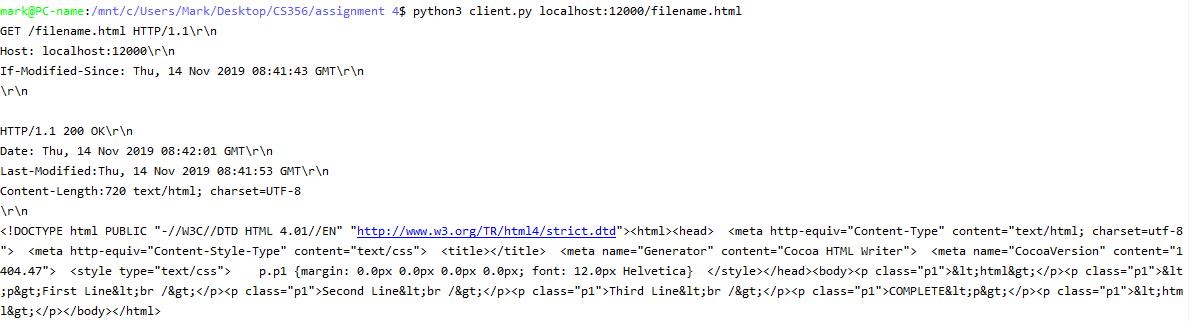 mark@PC-name:/mnt/c/Users/Mark/Desktop/CS356/assignment 4$ python3 client.py localhost:12000/filename.html
GET /filename.html HTTP/1.1\r\n
Host: localhost:12000\r\n
If-Modified-Since: Thu, 14 Nov 2019 08:41:43 GMT\r\n
\r\n
HTTP/1.1 200 OK\r\n
Date: Thu, 14 Nov 2019 08:42:01 GMT\r\n
Last-Modified:Thu, 14 Nov 2019 08:41:53 GMT\r\n
Content-Length:720 text/html; charset=UTF-8
\r\n
<!DOCTYPE html PUBLIC "-//W3C//DTD HTML 4.01//EN" "http://www.w3.org/TR/html4/strict.dtd"><html><head>  <meta http-equiv="Content-Type" content="text/html; charset=utf-8
">  <meta http-equiv="Content-Style-Type" content="text/css">  <title></title>  <meta name="Generator" content="Cocoa HTML Writer">  <meta name="CocoaVersion" content="1
404.47">  <style type="text/css">    p.p1 {margin: 0.0px 0.0px 0.0px 0.0px; font: 12.0px Helvetica}  </style></head><body><p class="p1">&lt;html&gt;</p><p class="p1">&lt
;p&gt;First Line&lt;br /&gt;</p><p class="p1">Second Line&lt;br /&gt;</p><p class="p1">Third Line&lt;br /&gt;</p><p class="p1">COMPLETE&lt;p&gt;</p><p class="p1">&lt;htm
l&gt;</p></body></html>